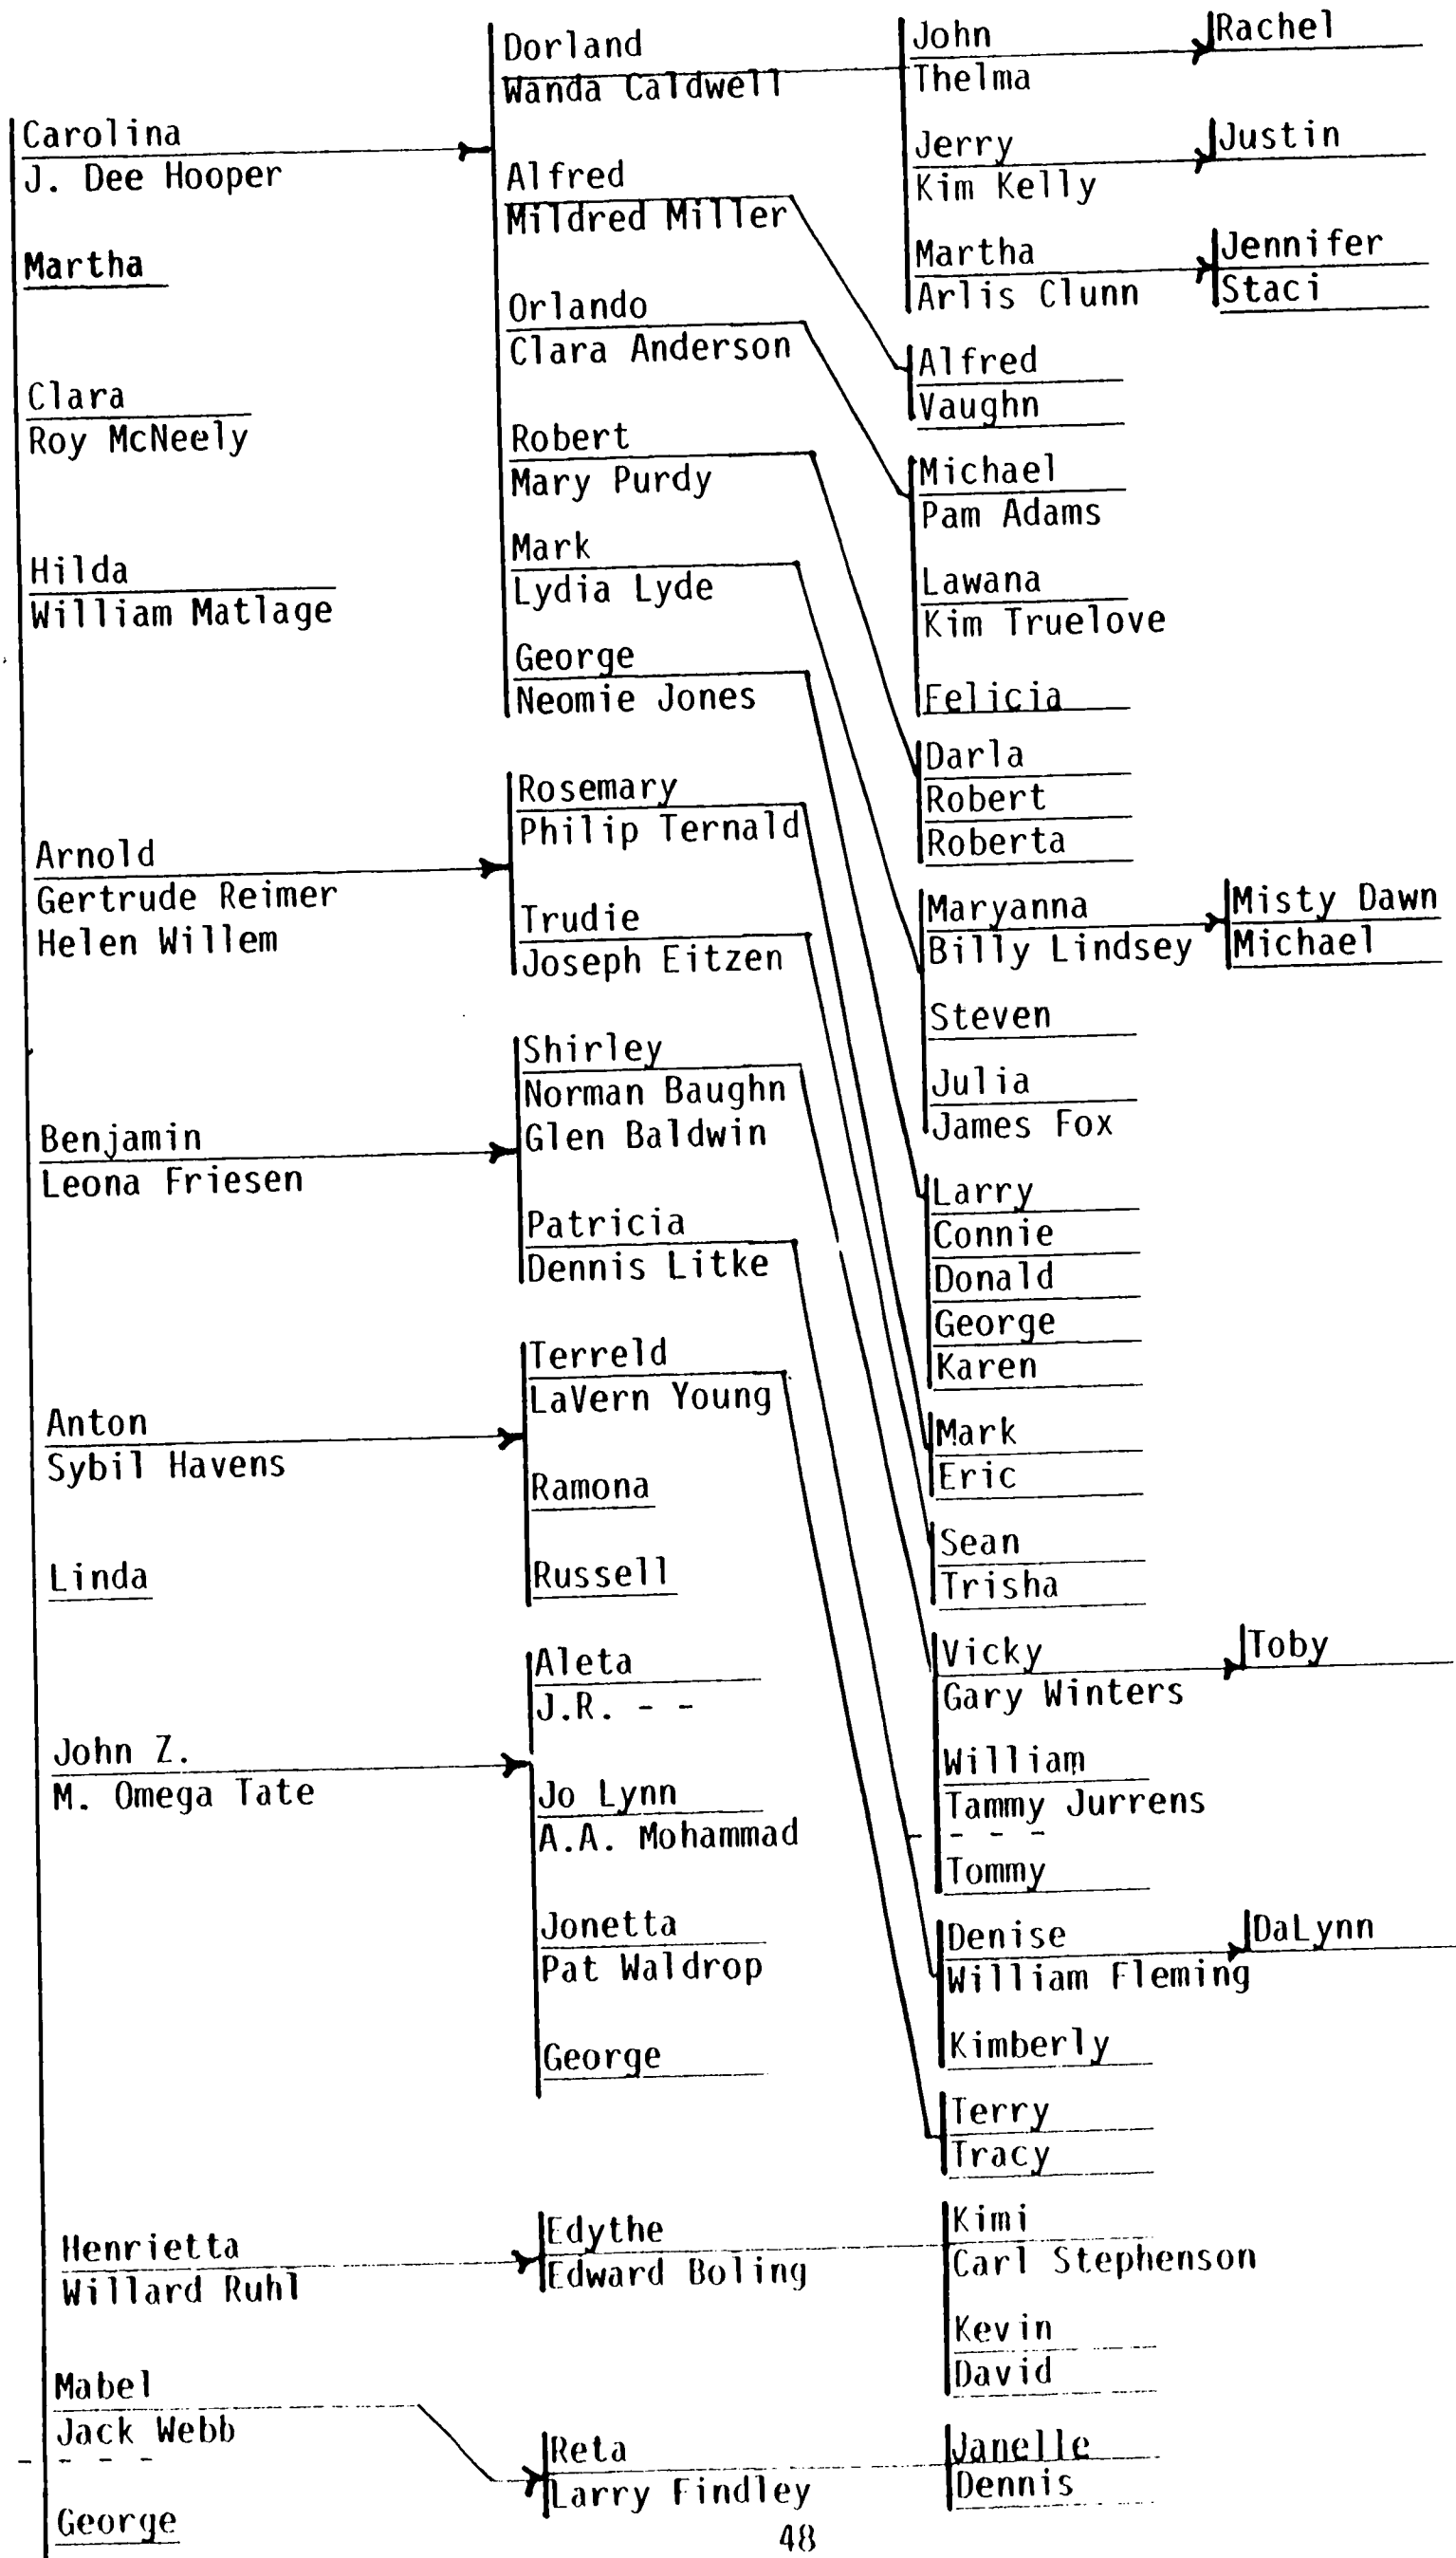 Carolina
J. Dee Hooper
Martha
Clara
Roy McNeely
Hilda
William Matlage
Arnold
Gertrude Reimer
Helen Willem
Benjamin
Leona Friesen
Anton
Sybil Havens
Linda
John Z.
M. Omega Tate
Henrietta
Willard Ruhl
Mabel
Jack Webb
- - - -
George
Dorland
Wanda Caldwell
Alfred
Mildred Miller
Orlando
Clara Anderson
Robert
Mary Purdy
Mark
Lydia Lyde
George
Neomie Jones
Rosemary
Philip Ternald
Trudie
Joseph Eitzen
Shirley
Norman Baughn
Glen Baldwin
Patricia
Dennis Litke
Terreld
LaVern Young
Ramona
Russell
Aleta
J.R. - -
Jo Lynn
A.A. Mohammad
Jonetta
Pat Waldrop
George
Edythe
Edward Boling
Reta
Larry Findley
John
Thelma
Jerry
Kim Kelly
Martha
Arlis Clunn
Alfred
Vaughn
Michael
Pam Adams
Lawana
Kim Truelove
Felicia
Darla
Robert
Roberta
Maryanna
Billy Lindsey
Steven
Julia
James Fox
Larry
Connie
Donald
George
Karen
Mark
Eric
Sean
Trisha
Vicky
Gary Winters
William
Tammy Jurrens
- - - -
Tommy
Denise
William Fleming
Kimberly
Terry
Tracy
Kimi
Carl Stephenson
Kevin
David
Janelle
Dennis
Rachel
Justin
Jennifer
Staci
Misty Dawn
Michael
Toby
DaLynn
48